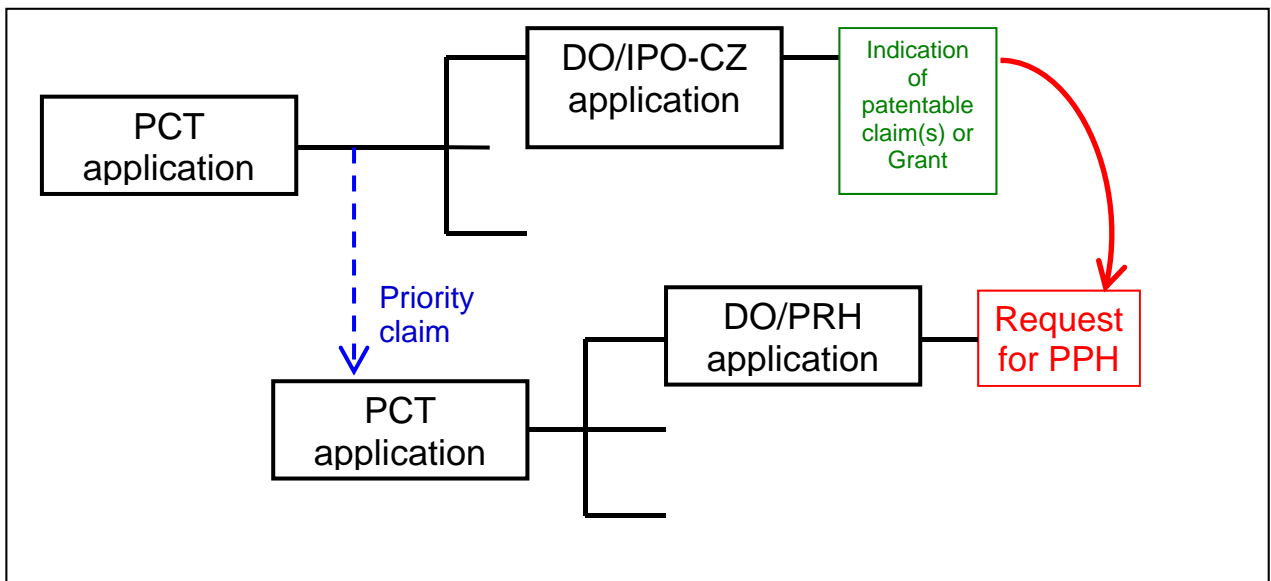 PCT
application
DO/IPO-CZ
application
Indication
of
patentable
claim(s) or
Grant
Priority
claim
PCT
application
DO/PRH
application
Request
for PPH